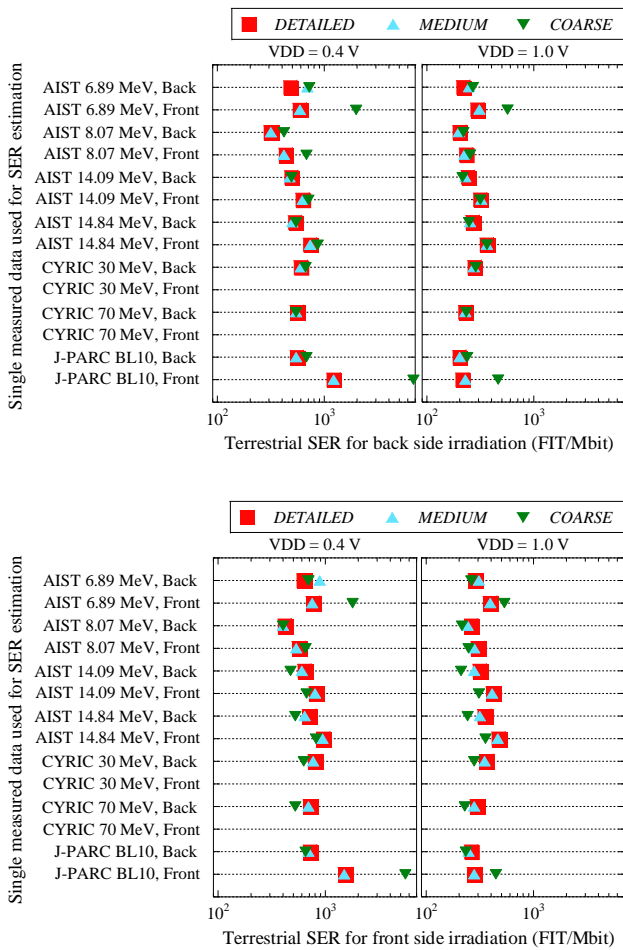 DETAILED MEDIUM COARSE
VDD = 0.4 V VDD = 1.0 V
Single measured data used for SER estimation
AIST 6.89 MeV, Back
AIST 6.89 MeV, Front
AIST 8.07 MeV, Back
AIST 8.07 MeV, Front
AIST 14.09 MeV, Back
AIST 14.09 MeV, Front
AIST 14.84 MeV, Back
AIST 14.84 MeV, Front
CYRIC 30 MeV, Back
CYRIC 30 MeV, Front
CYRIC 70 MeV, Back
CYRIC 70 MeV, Front
J-PARC BL10, Back
J-PARC BL10, Front
10² 10³ 10² 10³
Terrestrial SER for back side irradiation (FIT/Mbit)
DETAILED MEDIUM COARSE
VDD = 0.4 V VDD = 1.0 V
Single measured data used for SER estimation
AIST 6.89 MeV, Back
AIST 6.89 MeV, Front
AIST 8.07 MeV, Back
AIST 8.07 MeV, Front
AIST 14.09 MeV, Back
AIST 14.09 MeV, Front
AIST 14.84 MeV, Back
AIST 14.84 MeV, Front
CYRIC 30 MeV, Back
CYRIC 30 MeV, Front
CYRIC 70 MeV, Back
CYRIC 70 MeV, Front
J-PARC BL10, Back
J-PARC BL10, Front
10² 10³ 10² 10³
Terrestrial SER for front side irradiation (FIT/Mbit)